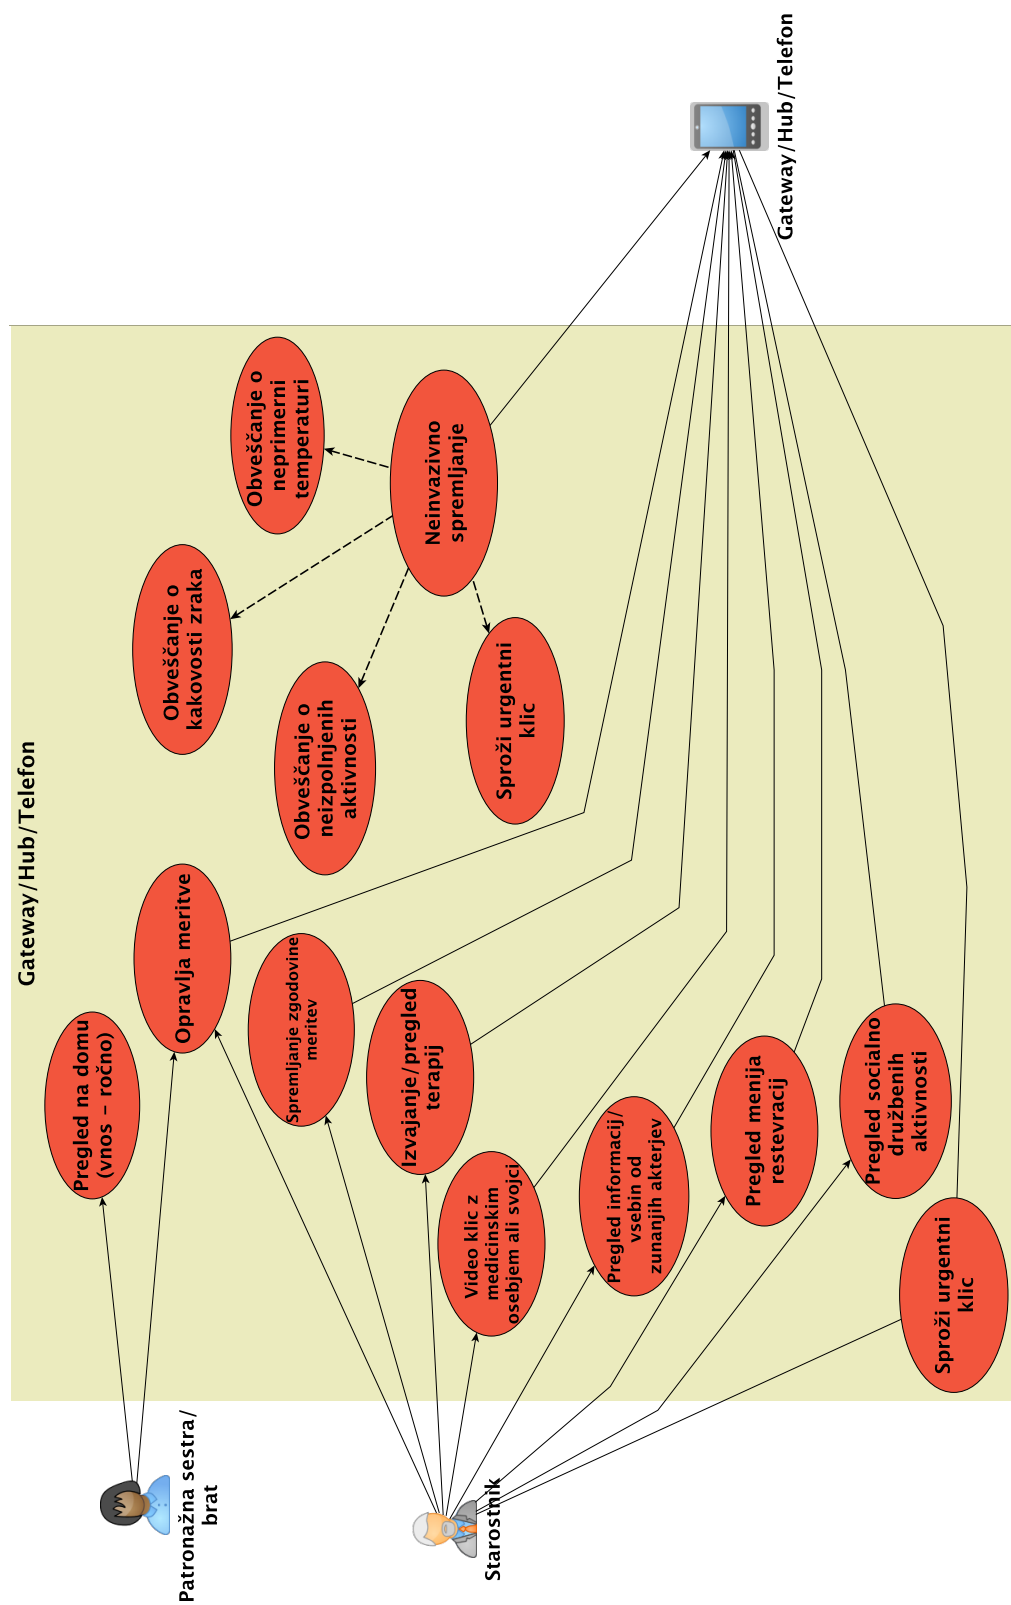 Gateway/Hub/Telefon
Patronažna sestra/
brat
Pregled na domu
(vnos – ročno)
Opravlja meritve
Obveščanje o
kakovosti zraka
Obveščanje o
neprimerni
temperaturi
Starostnik
Spremljanje zgodovine
meritev
Obveščanje o
neizpolnjenih
aktivnosti
Neinvazivno
spremljanje
Izvajanje/pregled
terapij
Sproži urgentni
klic
Video klic z
medicinskim
osebjem ali svojci
Pregled informacij/
vsebin od
zunanjih akterjev
Pregled menija
restevracij
Pregled socialno
družbenih
aktivnosti
Sproži urgentni
klic
Gateway/Hub/Telefon